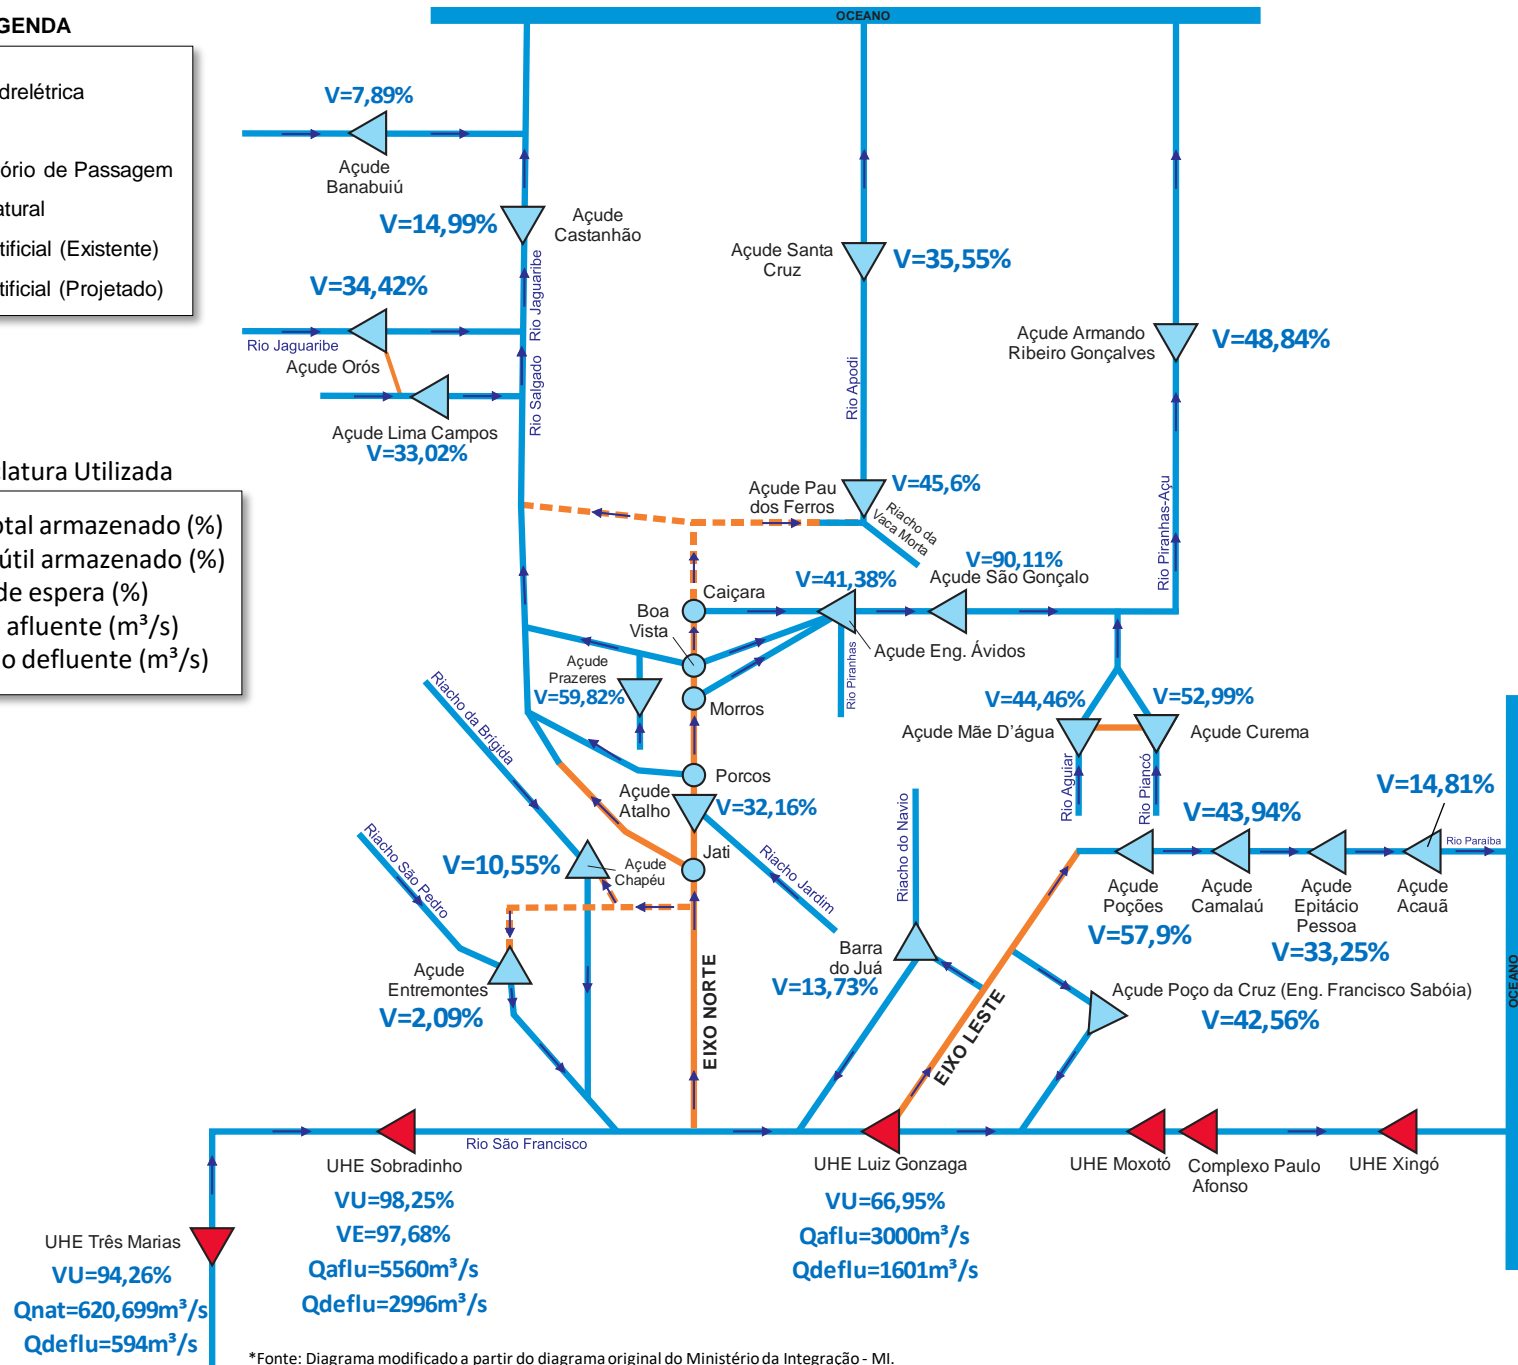 OCEANO
GENDA
drelétrica
ório de Passagem
atural
tificial (Existente)
tificial (Projetado)
V=7,89%
Açude
Banabuiú
V=14,99%
Açude
Castanhão
Rio Jaguaribe
V=34,42%
Rio Jaguaribe
Açude Orós
Rio Salgado
Açude Lima Campos
V=33,02%
Açude Santa
Cruz
V=35,55%
Rio Apodi
Açude Armando
Ribeiro Gonçalves
V=48,84%
Rio Piranhas-Açu
clatura Utilizada
otal armazenado (%)
útil armazenado (%)
de espera (%)
afluente (m³/s)
o defluente (m³/s)
Açude Pau
dos Ferros
V=45,6%
Riacho da
Vaca Morta
V=90,11%
Açude São Gonçalo
V=41,38%
Açude Eng. Ávidos
Rio Piranhas
Caiçara
Boa
Vista
Morros
Açude
Prazeres
V=59,82%
Riacho da Brígida
Porcos
Açude
Atalho
V=32,16%
Jati
Riacho Jardim
V=44,46%
Açude Mãe D'água
V=52,99%
Açude Curema
Rio Aguiar
Rio Piancó
Riacho São Pedro
V=10,55%
Açude
Chapéu
Açude
Entremontes
V=2,09%
EIXO NORTE
Riacho do Navio
Barra
do Juá
V=13,73%
EIXO LESTE
V=14,81%
V=43,94%
Rio Paraíba
Açude
Poções
V=57,9%
Açude
Camalaú
Açude
Epitácio
Pessoa
V=33,25%
Açude
Acauã
Açude Poço da Cruz (Eng. Francisco Sabóia)
V=42,56%
OCEANO
Rio São Francisco
UHE Sobradinho
VU=98,25%
VE=97,68%
Qaflu=5560m³/s
Qdeflu=2996m³/s
UHE Luiz Gonzaga
VU=66,95%
Qaflu=3000m³/s
Qdeflu=1601m³/s
UHE Moxotó
Complexo Paulo
Afonso
UHE Xingó
UHE Três Marias
VU=94,26%
Qnat=620,699m³/s
Qdeflu=594m³/s
*Fonte: Diagrama modificado a partir do diagrama original do Ministério da Integração - MI.